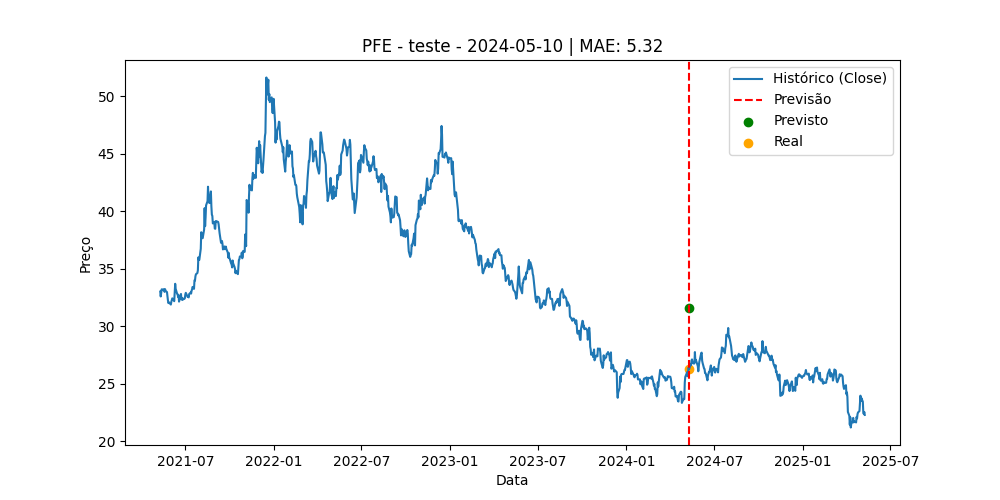 PFE - teste - 2024-05-10 | MAE: 5.32
Histórico (Close)
Previsão
Previsto
Real
Preço
50
45
40
35
30
25
20
2021-07 2022-01 2022-07 2023-01 2023-07 2024-01 2024-07 2025-01 2025-07
Data